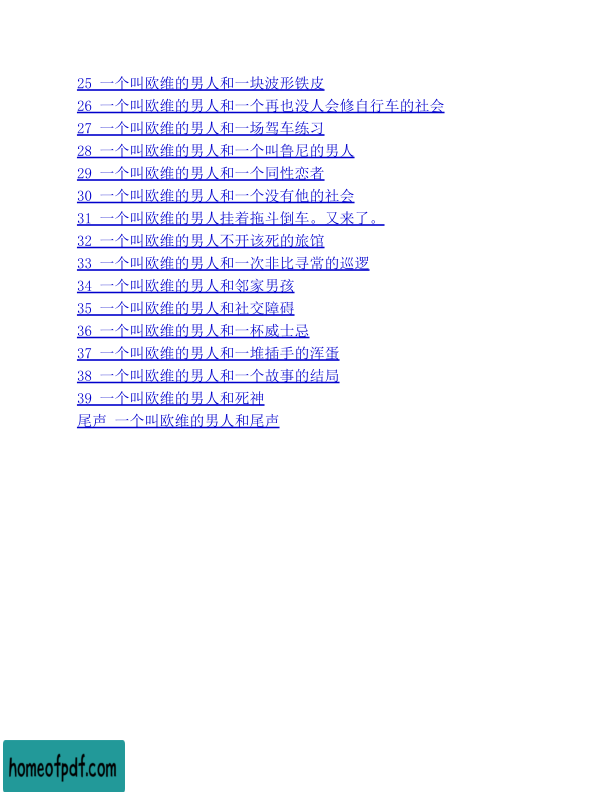 25 一个叫欧维的男人和一块波形铁皮
26 一个叫欧维的男人和一个再也没人会修自行车的社会
27 一个叫欧维的男人和一场驾车练习
28 一个叫欧维的男人和一个叫鲁尼的男人
29 一个叫欧维的男人和一个同性恋者
30 一个叫欧维的男人和一个没有他的社会
31 一个叫欧维的男人挂着拖斗倒车。又来了。
32 一个叫欧维的男人不开该死的旅馆
33 一个叫欧维的男人和一次非比寻常的巡逻
34 一个叫欧维的男人和邻家男孩
35 一个叫欧维的男人和社交障碍
36 一个叫欧维的男人和一杯威士忌
37 一个叫欧维的男人和一堆插手的浑蛋
38 一个叫欧维的男人和一个故事的结局
39 一个叫欧维的男人和死神
尾声 一个叫欧维的男人和尾声
homeofpdf.com